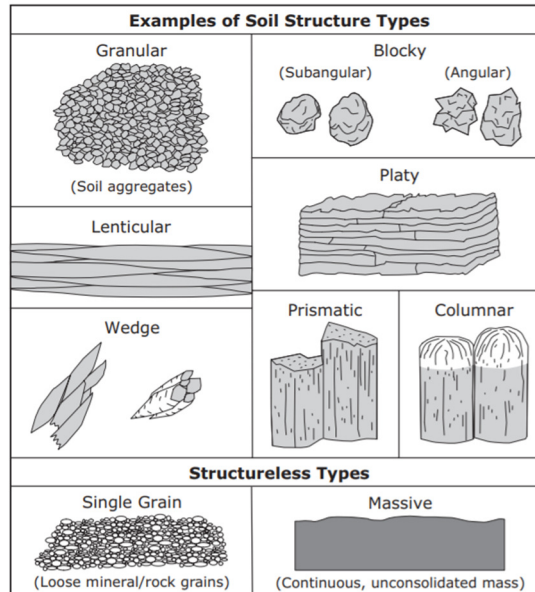 Examples of Soil Structure Types
Granular
(Soil aggregates)
Blocky
(Subangular)
(Angular)
Platy
Lenticular
Wedge
Prismatic
Columnar
Structureless Types
Single Grain
(Loose mineral/rock grains)
Massive
(Continuous, unconsolidated mass)